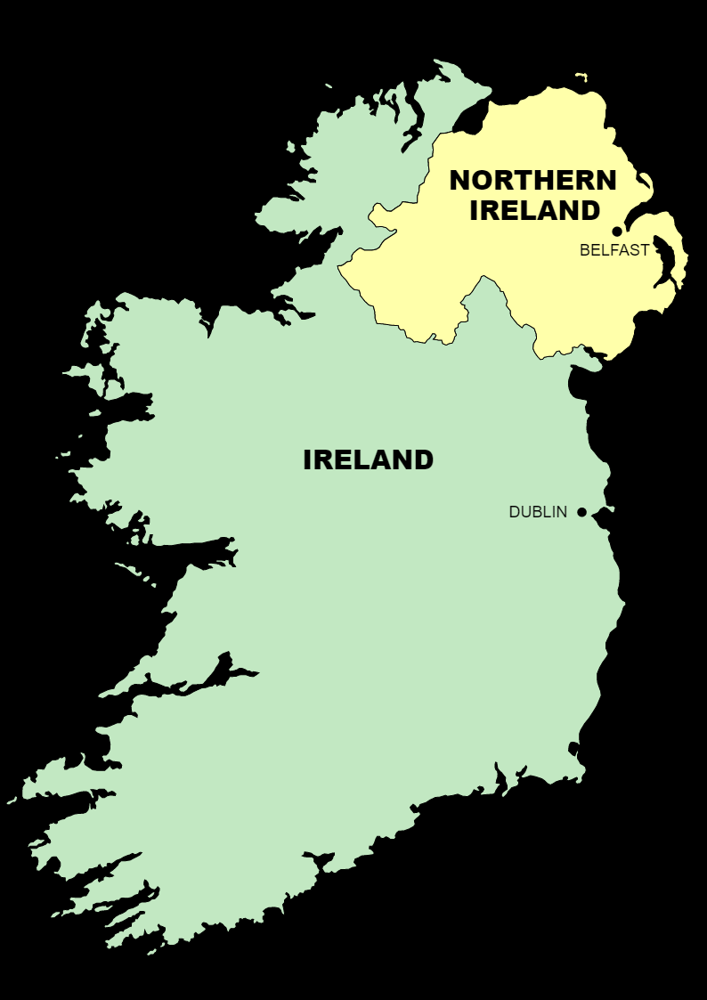 NORTHERN
IRELAND
BELFAST
IRELAND
DUBLIN